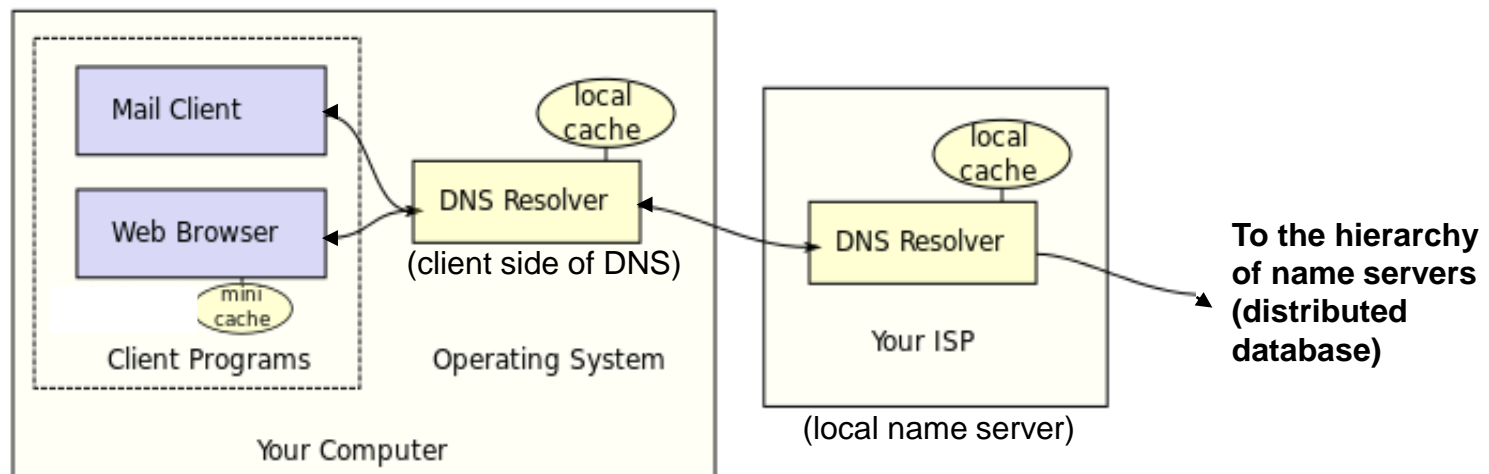 Mail Client
Web Browser
mini
cache
Client Programs
local
cache
DNS Resolver
(client side of DNS)
Operating System
Your Computer
local
cache
DNS Resolver
Your ISP
(local name server)
To the hierarchy
of name servers
(distributed
database)